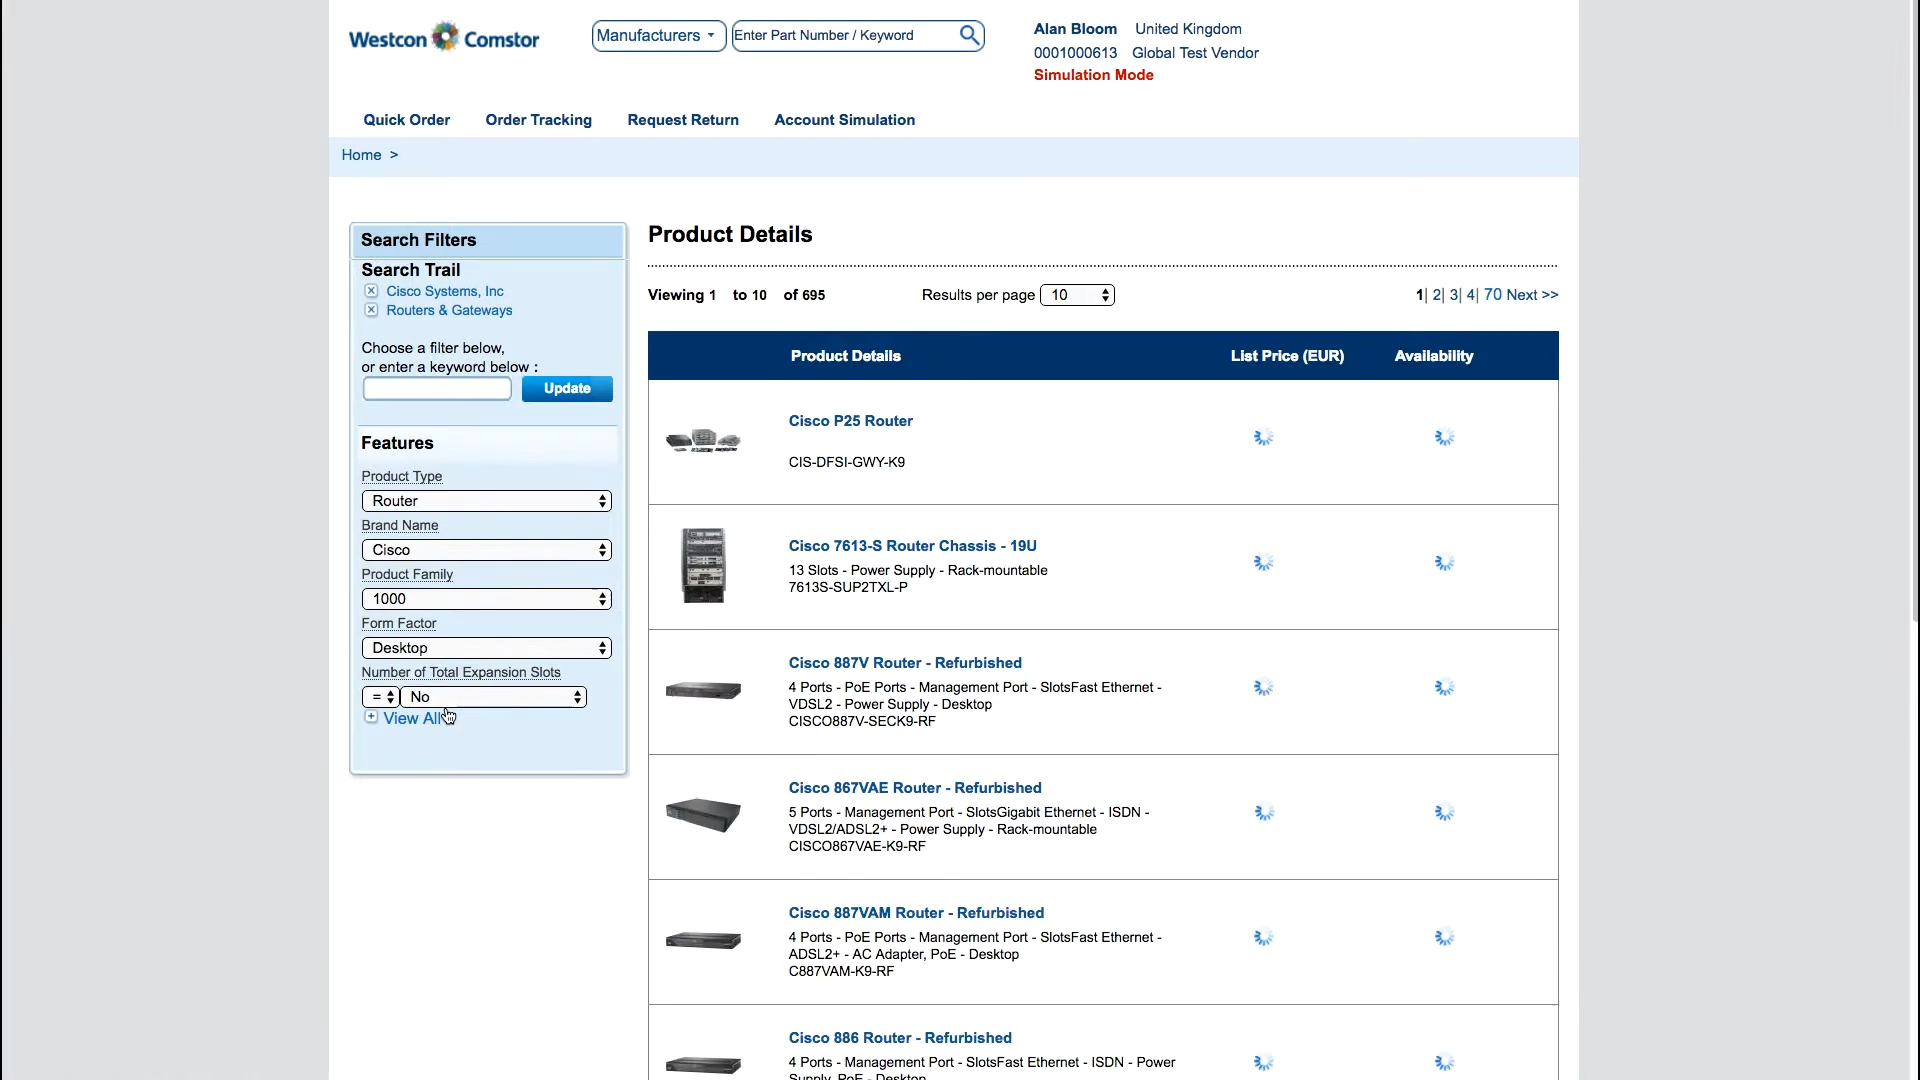 Westcon Comstor
Manufacturers
Enter Part Number / Keyword
Alan Bloom United Kingdom
0001000613 Global Test Vendor
Simulation Mode
Quick Order Order Tracking Request Return Account Simulation
Home >
Search Filters
Search Trail
Cisco Systems, Inc
Routers & Gateways
Choose a filter below,
or enter a keyword below :
Update
Features
Product Type
Router
Brand Name
Cisco
Product Family
1000
Form Factor
Desktop
Number of Total Expansion Slots
= No
View All
Product Details
Viewing 1 to 10 of 695
Results per page 10
1| 2| 3| 4| 70 Next >>
Product Details List Price (EUR) Availability
Cisco P25 Router
CIS-DFSI-GWY-K9
Cisco 7613-S Router Chassis - 19U
13 Slots - Power Supply - Rack-mountable
7613S-SUP2TXL-P
Cisco 887V Router - Refurbished
4 Ports - PoE Ports - Management Port - SlotsFast Ethernet -
VDSL2 - Power Supply - Desktop
CISCO887V-SECK9-RF
Cisco 867VAE Router - Refurbished
5 Ports - Management Port - SlotsGigabit Ethernet - ISDN -
VDSL2/ADSL2+ - Power Supply - Rack-mountable
CISCO867VAE-K9-RF
Cisco 887VAM Router - Refurbished
4 Ports - PoE Ports - Management Port - SlotsFast Ethernet -
ADSL2+ - AC Adapter, PoE - Desktop
C887VAM-K9-RF
Cisco 886 Router - Refurbished
4 Ports - Management Port - SlotsFast Ethernet - ISDN - Power
Supply, PoE - Desktop